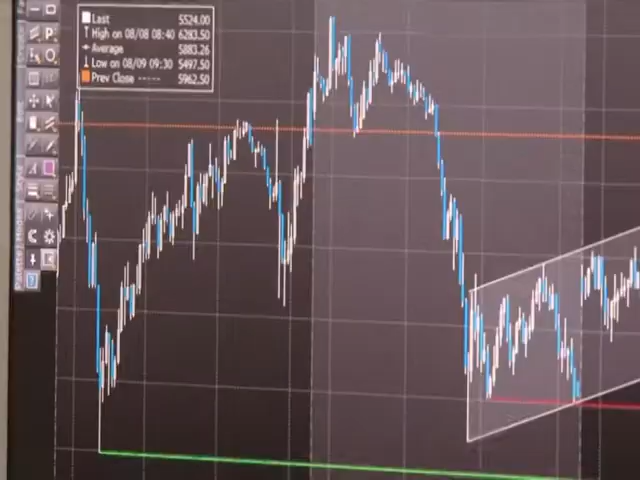 Last 5524.00
High on 08/08 08:40 6283.50
Average 5883.26
Low on 08/09 09:30 5497.50
Prev Close ----- 5962.50